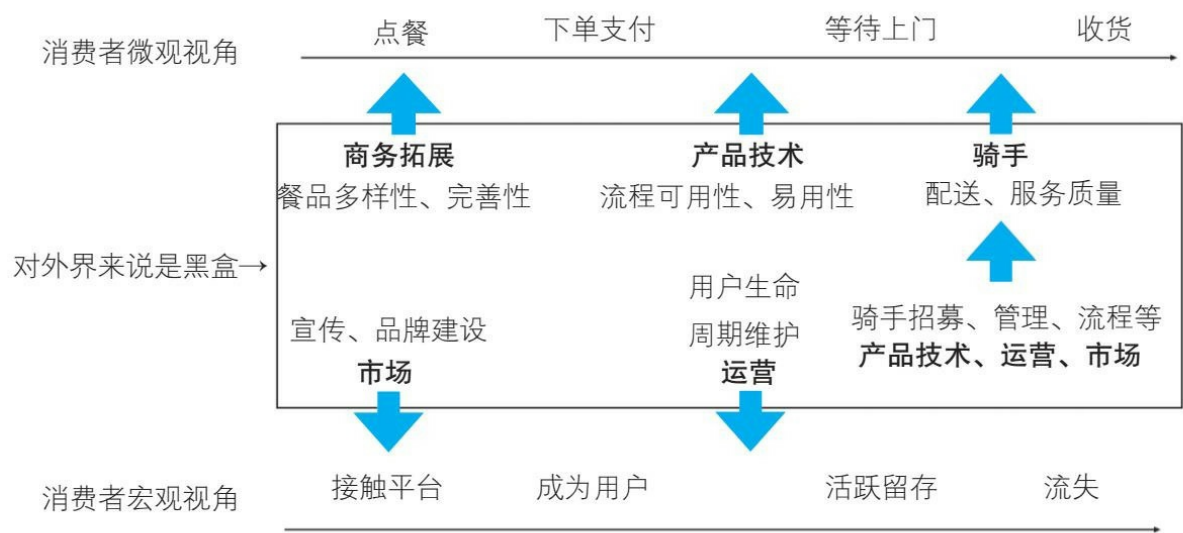 消费者微观视角
点餐
下单支付
等待上门
收货
商务拓展
餐品多样性、完善性
产品技术
流程可用性、易用性
骑手
配送、服务质量
对外界来说是黑盒→
宣传、品牌建设
市场
用户生命
周期维护
运营
骑手招募、管理、流程等
产品技术、运营、市场
消费者宏观视角
接触平台
成为用户
活跃留存
流失